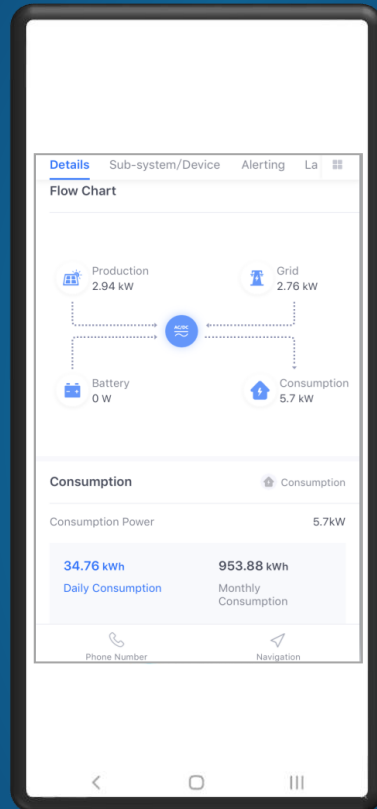 Details Sub-system/Device Alerting La
Flow Chart
Production
2.94 kW
Grid
2.76 kW
AC/DC
Battery
0 W
Consumption
5.7 kW
Consumption Consumption
Consumption Power 5.7kW
34.76 kWh 953.88 kWh
Daily Consumption Monthly
Consumption
Phone Number Navigation